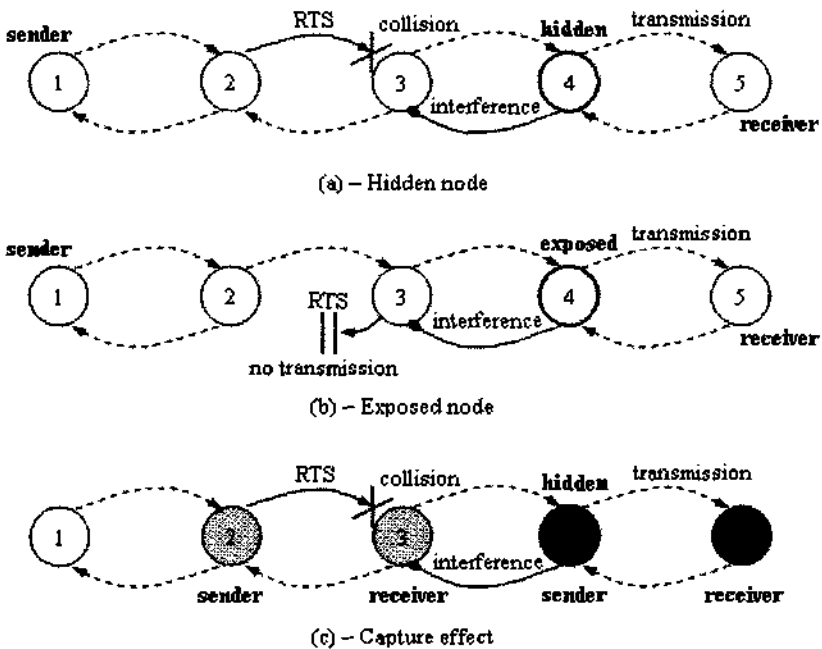 RTS
collision
hidden
transmission
sender
1
2
3
4
5
interference
receiver
(a) – Hidden node
sender
exposed
transmission
1
2
RTS
3
4
5
interference
receiver
no transmission
(b) – Exposed node
RTS
collision
hidden
transmission
1
2
3
interference
sender
receiver
sender
receiver
(c) – Capture effect